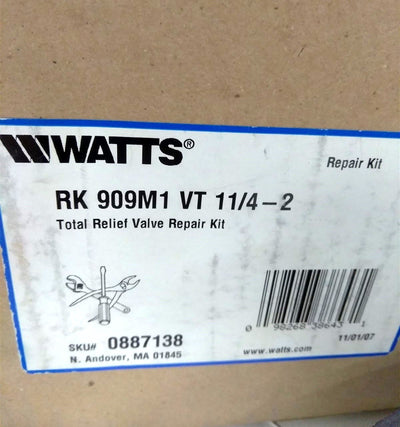 WATTS®
Repair Kit
RK 909M1 VT 11/4-2
Total Relief Valve Repair Kit
SKU# 0887138
N. Andover, MA 01845
0 98268 38643 1
www.watts.com
11/01/07